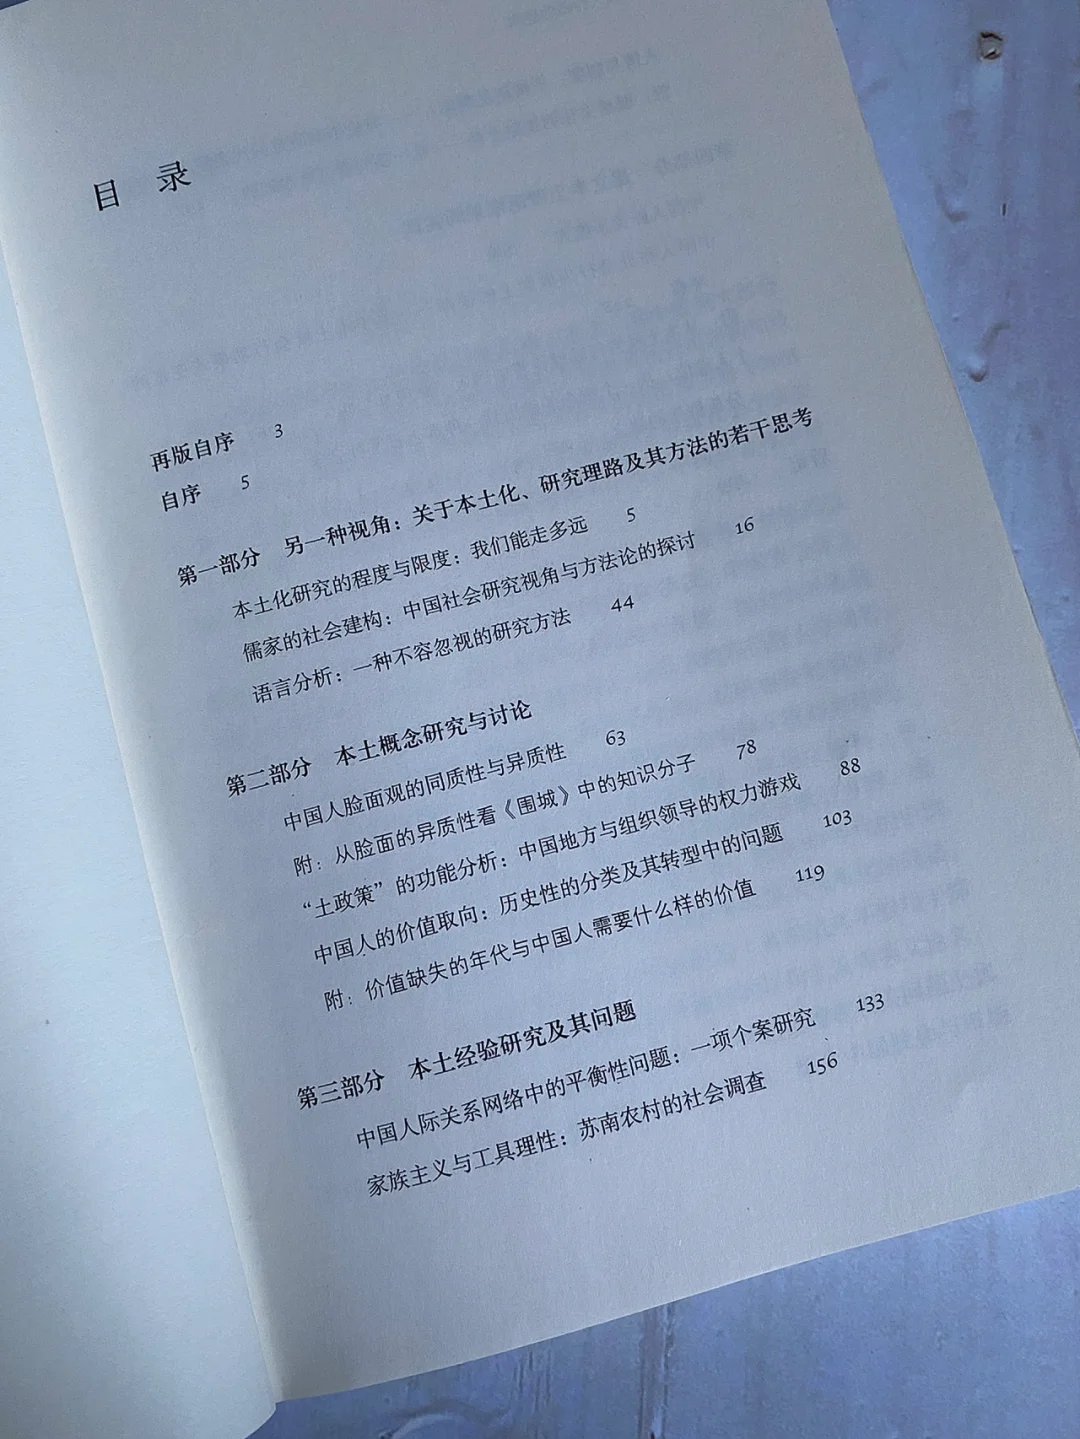 目 录
再版自序 3
自序 5
第一部分 另一种视角：关于本土化、研究理路及其方法的若干思考
本土化研究的程度与限度：我们能走多远 5
儒家的社会建构：中国社会研究视角与方法论的探讨 16
语言分析：一种不容忽视的研究方法 44
第二部分 本土概念研究与讨论
中国人脸面观的同质性与异质性 63
附：从脸面的异质性看《围城》中的知识分子 78
“土政策”的功能分析：中国地方与组织领导的权力游戏 88
中国人的价值取向：历史性的分类及其转型中的问题 103
附：价值缺失的年代与中国人需要什么样的价值 119
第三部分 本土经验研究及其问题
中国人际关系网络中的平衡性问题：一项个案研究 133
家族主义与工具理性：苏南农村的社会调查 156